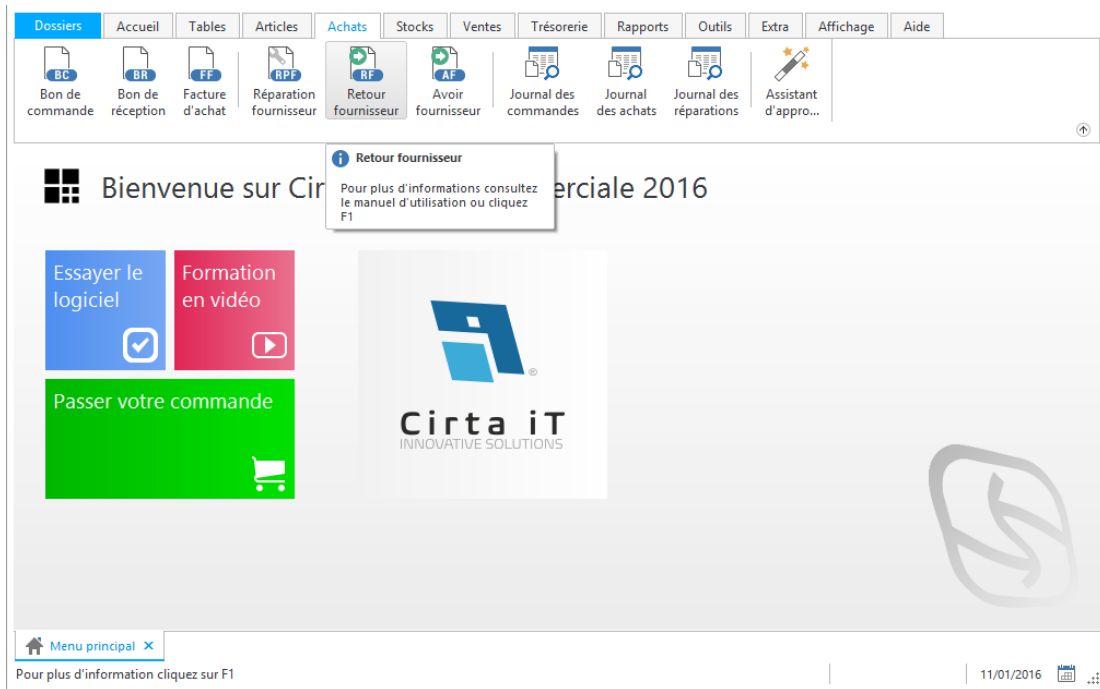 Dossiers Accueil Tables Articles Achats Stocks Ventes Trésorerie Rapports Outils Extra Affichage Aide
BC BR FF RPF RF AF
Bon de commande
Bon de réception
Facture d'achat
Réparation fournisseur
Retour fournisseur
Avoir fournisseur
Journal des commandes
Journal des achats
Journal des réparations
Assistant d'appro...
Retour fournisseur
Pour plus d'informations consultez
le manuel d'utilisation ou cliquez
F1
Bienvenue sur Cir erciale 2016
Essayer le
logiciel
Formation
en vidéo
Passer votre commande
Cirta iT
INNOVATIVE SOLUTIONS
®
Menu principal
Pour plus d'information cliquez sur F1
11/01/2016